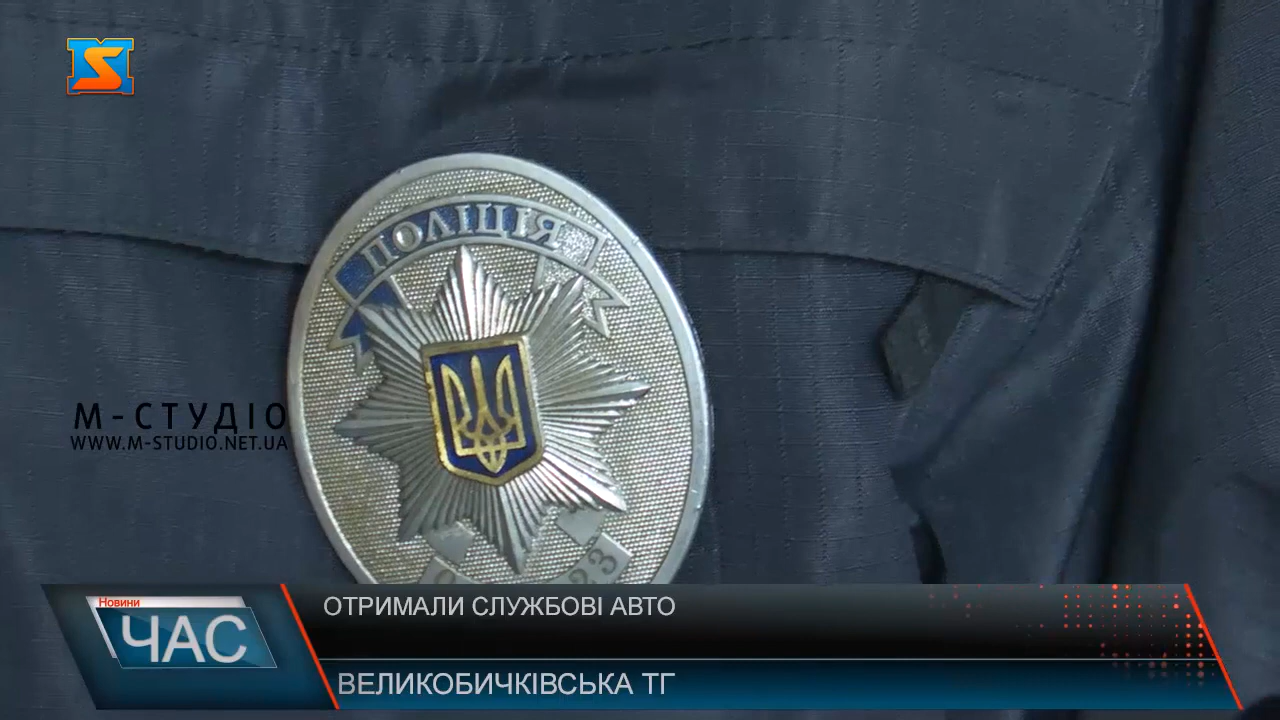 ПОЛІЦІЯ
М-СТУДІО
WWW.M-STUDIO.NET.UA
Новини
ЧАС
ОТРИМАЛИ СЛУЖБОВІ АВТО
ВЕЛИКОБИЧКІВСЬКА ТГ